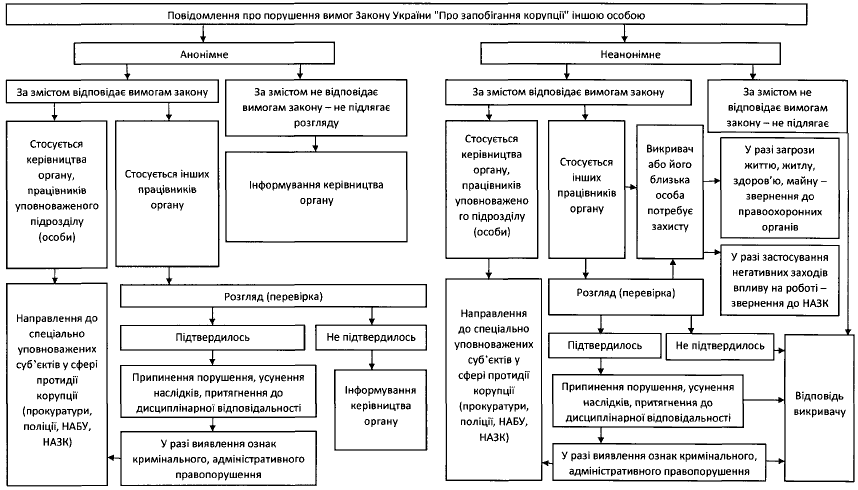 Повідомлення про порушення вимог Закону України "Про запобігання корупції" іншою особою
Анонімне
Неанонімне
За змістом відповідає вимогам закону
За змістом не відповідає
вимогам закону – не підлягає
розгляду
Стосується
керівництва
органу,
працівників
уповноваженого
підрозділу
(особи)
Стосується інших
працівників
органу
Інформування керівництва
органу
Розгляд (перевірка)
Направлення до
спеціально
уповноважених
суб'єктів у сфері
протидії
корупції
(прокуратури,
поліції, НАБУ,
НАЗК)
Підтвердилось
Не підтвердилось
Припинення порушення, усунення
наслідків, притягнення до
дисциплінарної відповідальності
Інформування
керівництва
органу
У разі виявлення ознак
кримінального, адміністративного
правопорушення
За змістом відповідає вимогам закону
За змістом не
відповідає вимогам
закону – не підлягає
Стосується
керівництва
органу,
працівників
уповноважено
го підрозділу
(особи)
Стосується
інших
працівників
органу
Викривач
або його
близька
особа
потребує
захисту
У разі загрози
життю, житлу,
здоров'ю, майну –
звернення до
правоохоронних
органів
У разі застосування
негативних заходів
впливу на роботі –
звернення до НАЗК
Направлення
до спеціально
уповноважених
суб'єктів у
сфері протидії
корупції
(прокуратури,
поліції, НАБУ,
НАЗК)
Розгляд (перевірка)
Підтвердилось
Не підтвердилось
Припинення порушення, усунення
наслідків, притягнення до
дисциплінарної відповідальності
Відповідь
викривачу
У разі виявлення ознак кримінального,
адміністративного правопорушення